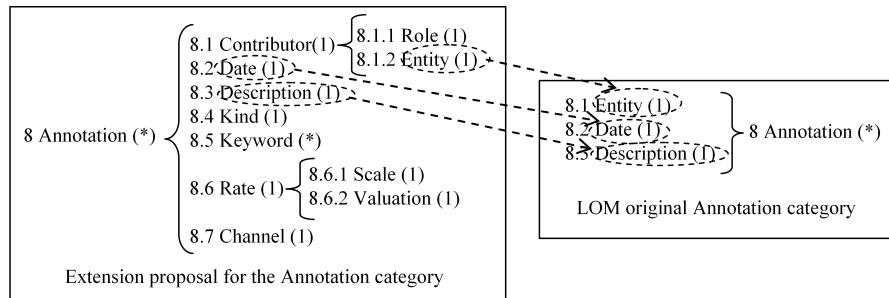 8 Annotation (*)
8.1 Contributor(1)
8.1.1 Role (1)
8.1.2 Entity (1)
8.2 Date (1)
8.3 Description (1)
8.4 Kind (1)
8.5 Keyword (*)
8.6 Rate (1)
8.6.1 Scale (1)
8.6.2 Valuation (1)
8.7 Channel (1)
Extension proposal for the Annotation category
8.1 Entity (1)
8.2 Date (1)
8.3 Description (1)
8 Annotation (*)
LOM original Annotation category